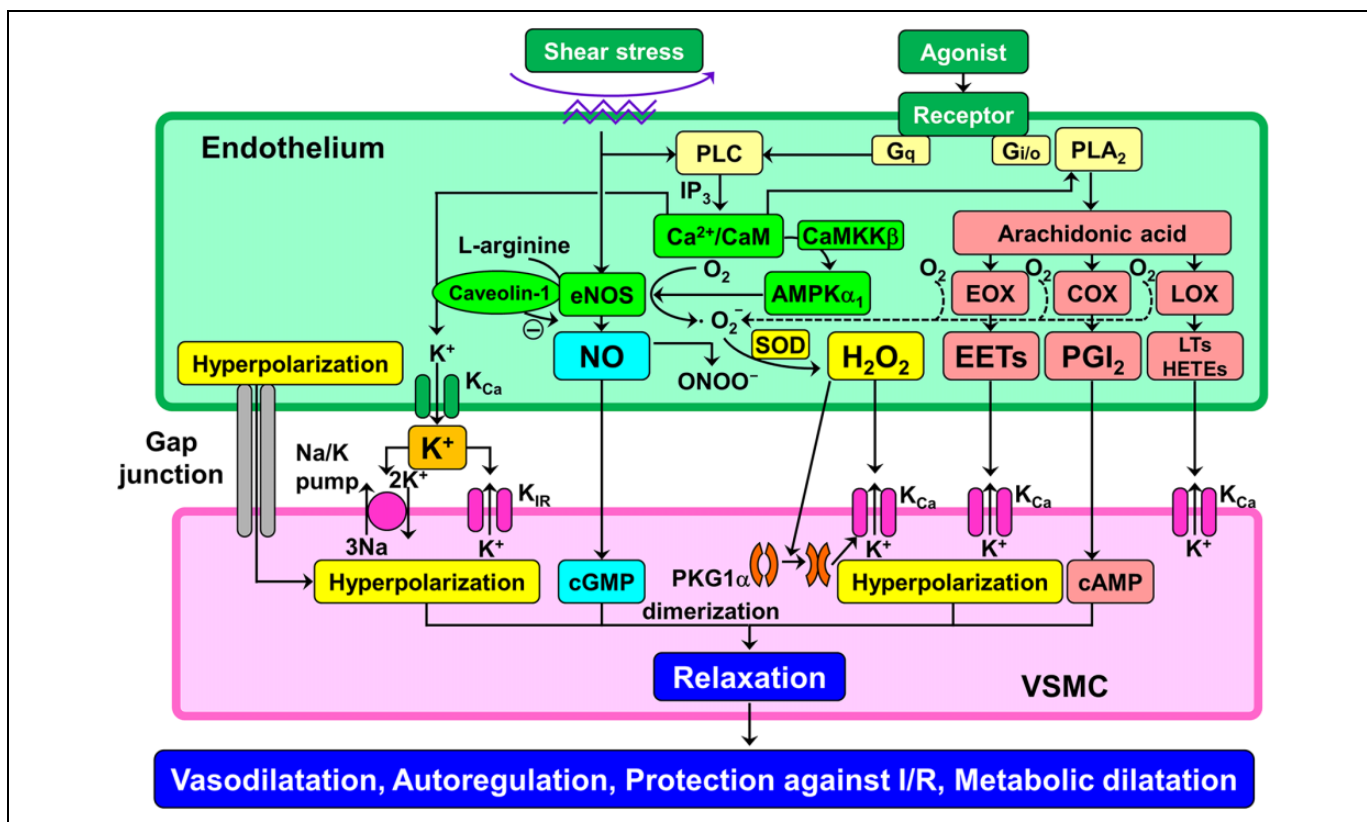 Shear stress
Agonist
Receptor
Endothelium
PLC
Gq
Gi/o
PLA₂
IP₃
Ca²⁺/CaM
CaMKKβ
Arachidonic acid
L-arginine
O₂
O₂
O₂
O₂
Caveolin-1
eNOS
AMPKα₁
EOX
COX
LOX
· O₂⁻
⊖
SOD
Hyperpolarization
K⁺
NO
H₂O₂
EETs
PGI₂
LTs
HETEs
KCa
ONOO⁻
Gap
junction
Na/K
pump
K⁺
2K⁺
KIR
KCa
KCa
KCa
3Na
K⁺
K⁺
K⁺
K⁺
Hyperpolarization
cGMP
PKG1α
dimerization
Hyperpolarization
cAMP
Relaxation
VSMC
Vasodilatation, Autoregulation, Protection against I/R, Metabolic dilatation